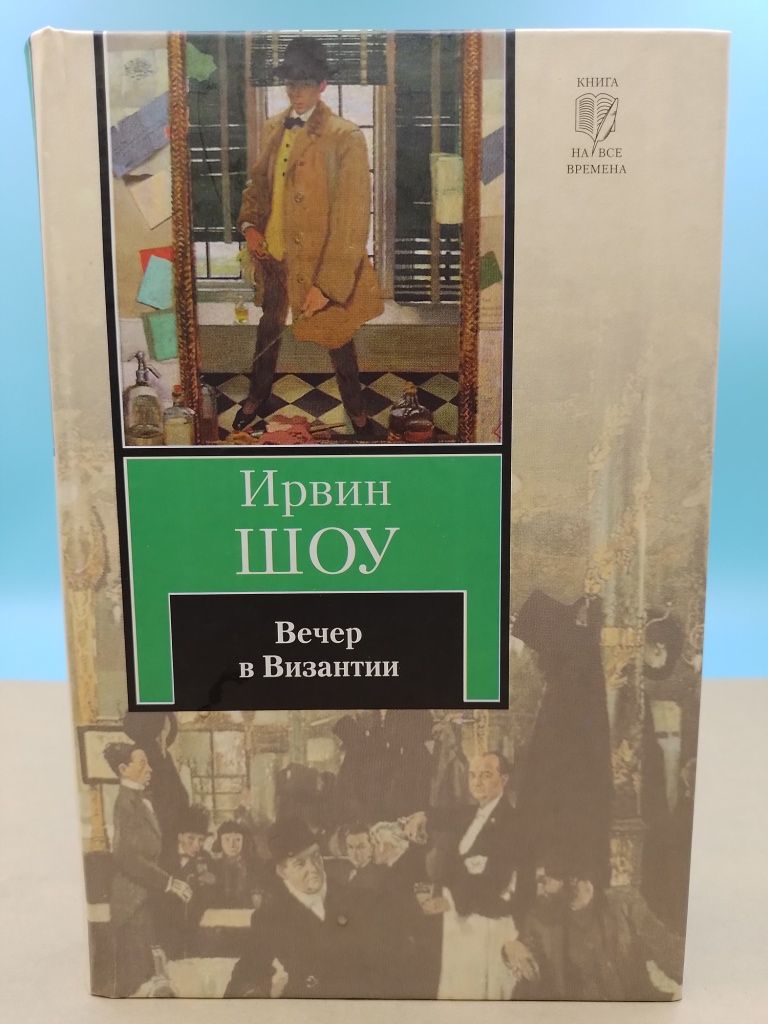 КНИГА
НА ВСЕ
ВРЕМЕНА
Ирвин
ШОУ
Вечер
в Византии